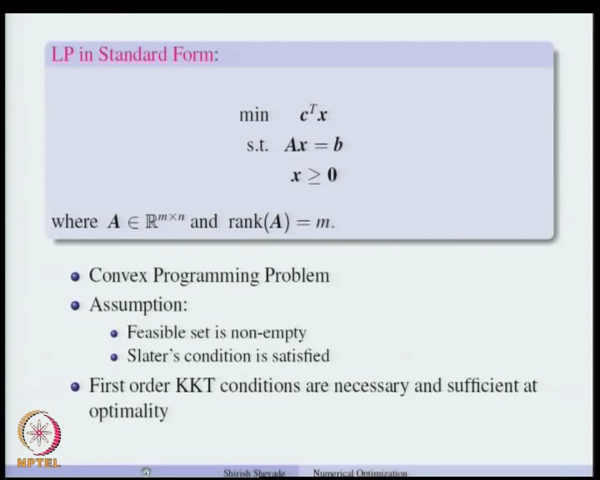 LP in Standard Form:
min c^T x
s.t. Ax = b
x ≥ 0
where A ∈ ℝ^{m×n} and rank(A) = m.
Convex Programming Problem
Assumption:
Feasible set is non-empty
Slater's condition is satisfied
First order KKT conditions are necessary and sufficient at
optimality
NPTEL
Shirish Shevade Numerical Optimization